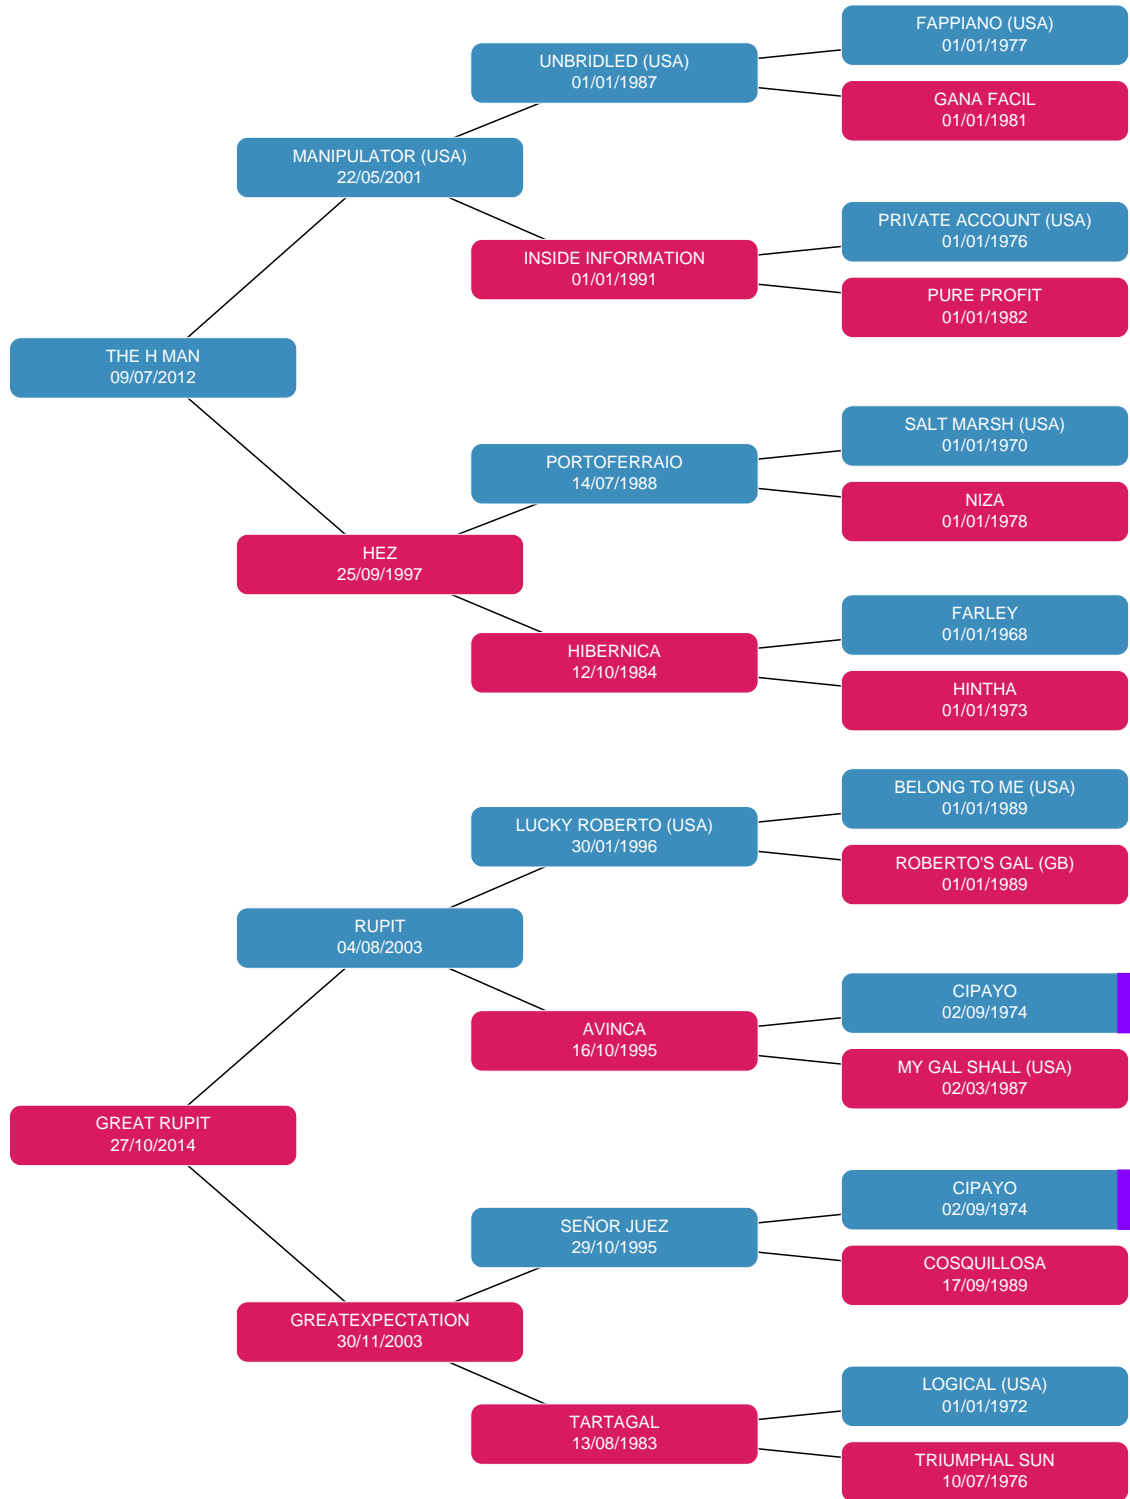 FAPPIANO (USA)
01/01/1977
UNBRIDLED (USA)
01/01/1987
GANA FACIL
01/01/1981
MANIPULATOR (USA)
22/05/2001
PRIVATE ACCOUNT (USA)
01/01/1976
INSIDE INFORMATION
01/01/1991
PURE PROFIT
01/01/1982
THE H MAN
09/07/2012
SALT MARSH (USA)
01/01/1970
PORTOFERRAIO
14/07/1988
NIZA
01/01/1978
HEZ
25/09/1997
FARLEY
01/01/1968
HIBERNICA
12/10/1984
HINTHA
01/01/1973
BELONG TO ME (USA)
01/01/1989
LUCKY ROBERTO (USA)
30/01/1996
ROBERTO'S GAL (GB)
01/01/1989
RUPIT
04/08/2003
CIPAYO
02/09/1974
AVINCA
16/10/1995
MY GAL SHALL (USA)
02/03/1987
GREAT RUPIT
27/10/2014
CIPAYO
02/09/1974
SEÑOR JUEZ
29/10/1995
COSQUILLOSA
17/09/1989
GREATEXPECTATION
30/11/2003
LOGICAL (USA)
01/01/1972
TARTAGAL
13/08/1983
TRIUMPHAL SUN
10/07/1976